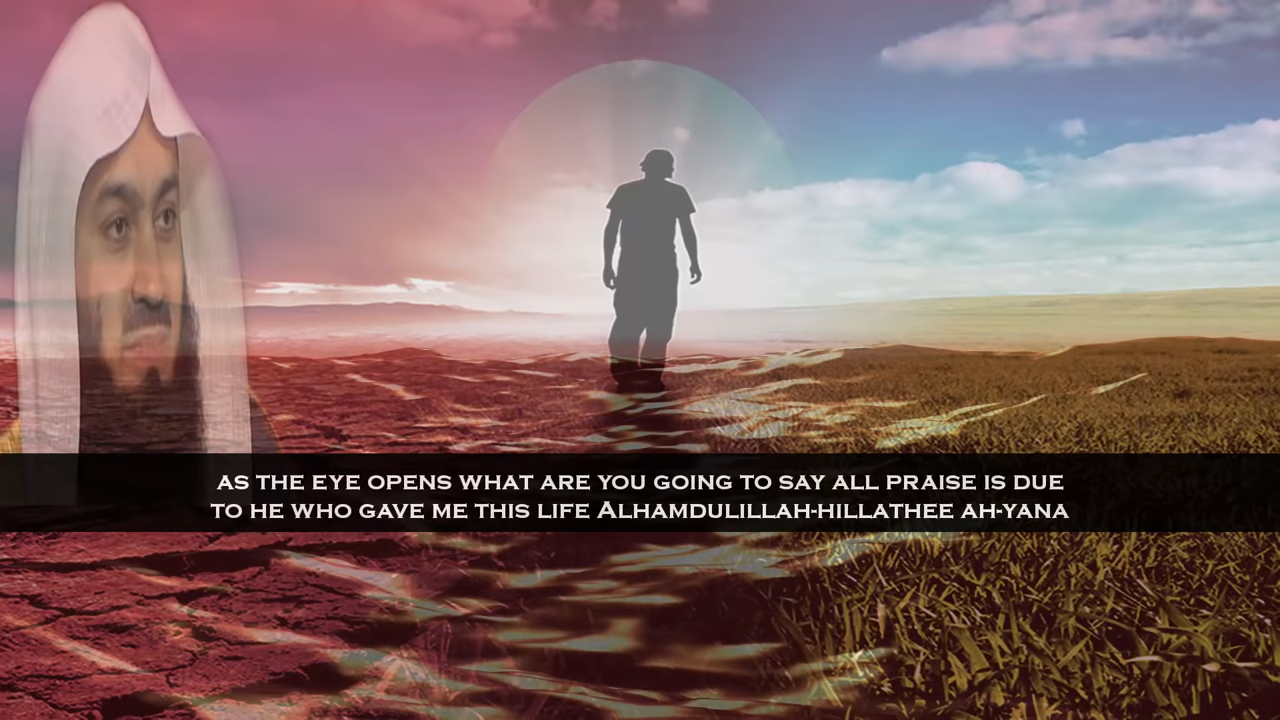 AS THE EYE OPENS WHAT ARE YOU GOING TO SAY ALL PRAISE IS DUE
TO HE WHO GAVE ME THIS LIFE ALHAMDULILLAH-HILLATHEE AH-YANA